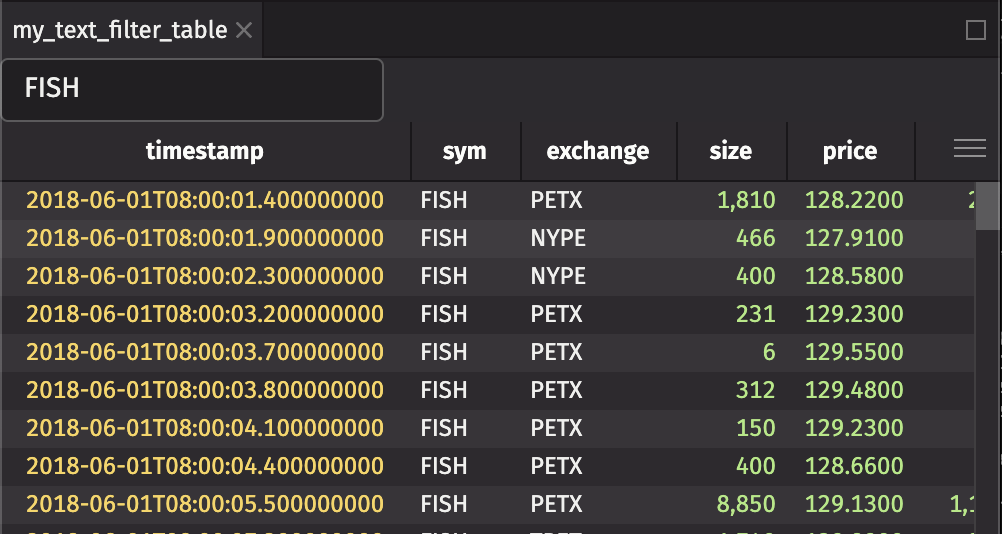 my_text_filter_table
FISH
timestamp sym exchange size price
2018-06-01T08:00:01.400000000 FISH PETX 1,810 128.2200
2018-06-01T08:00:01.900000000 FISH NYPE 466 127.9100
2018-06-01T08:00:02.300000000 FISH NYPE 400 128.5800
2018-06-01T08:00:03.200000000 FISH PETX 231 129.2300
2018-06-01T08:00:03.700000000 FISH PETX 6 129.5500
2018-06-01T08:00:03.800000000 FISH PETX 312 129.4800
2018-06-01T08:00:04.100000000 FISH PETX 150 129.2300
2018-06-01T08:00:04.400000000 FISH PETX 400 128.6600
2018-06-01T08:00:05.500000000 FISH PETX 8,850 129.1300